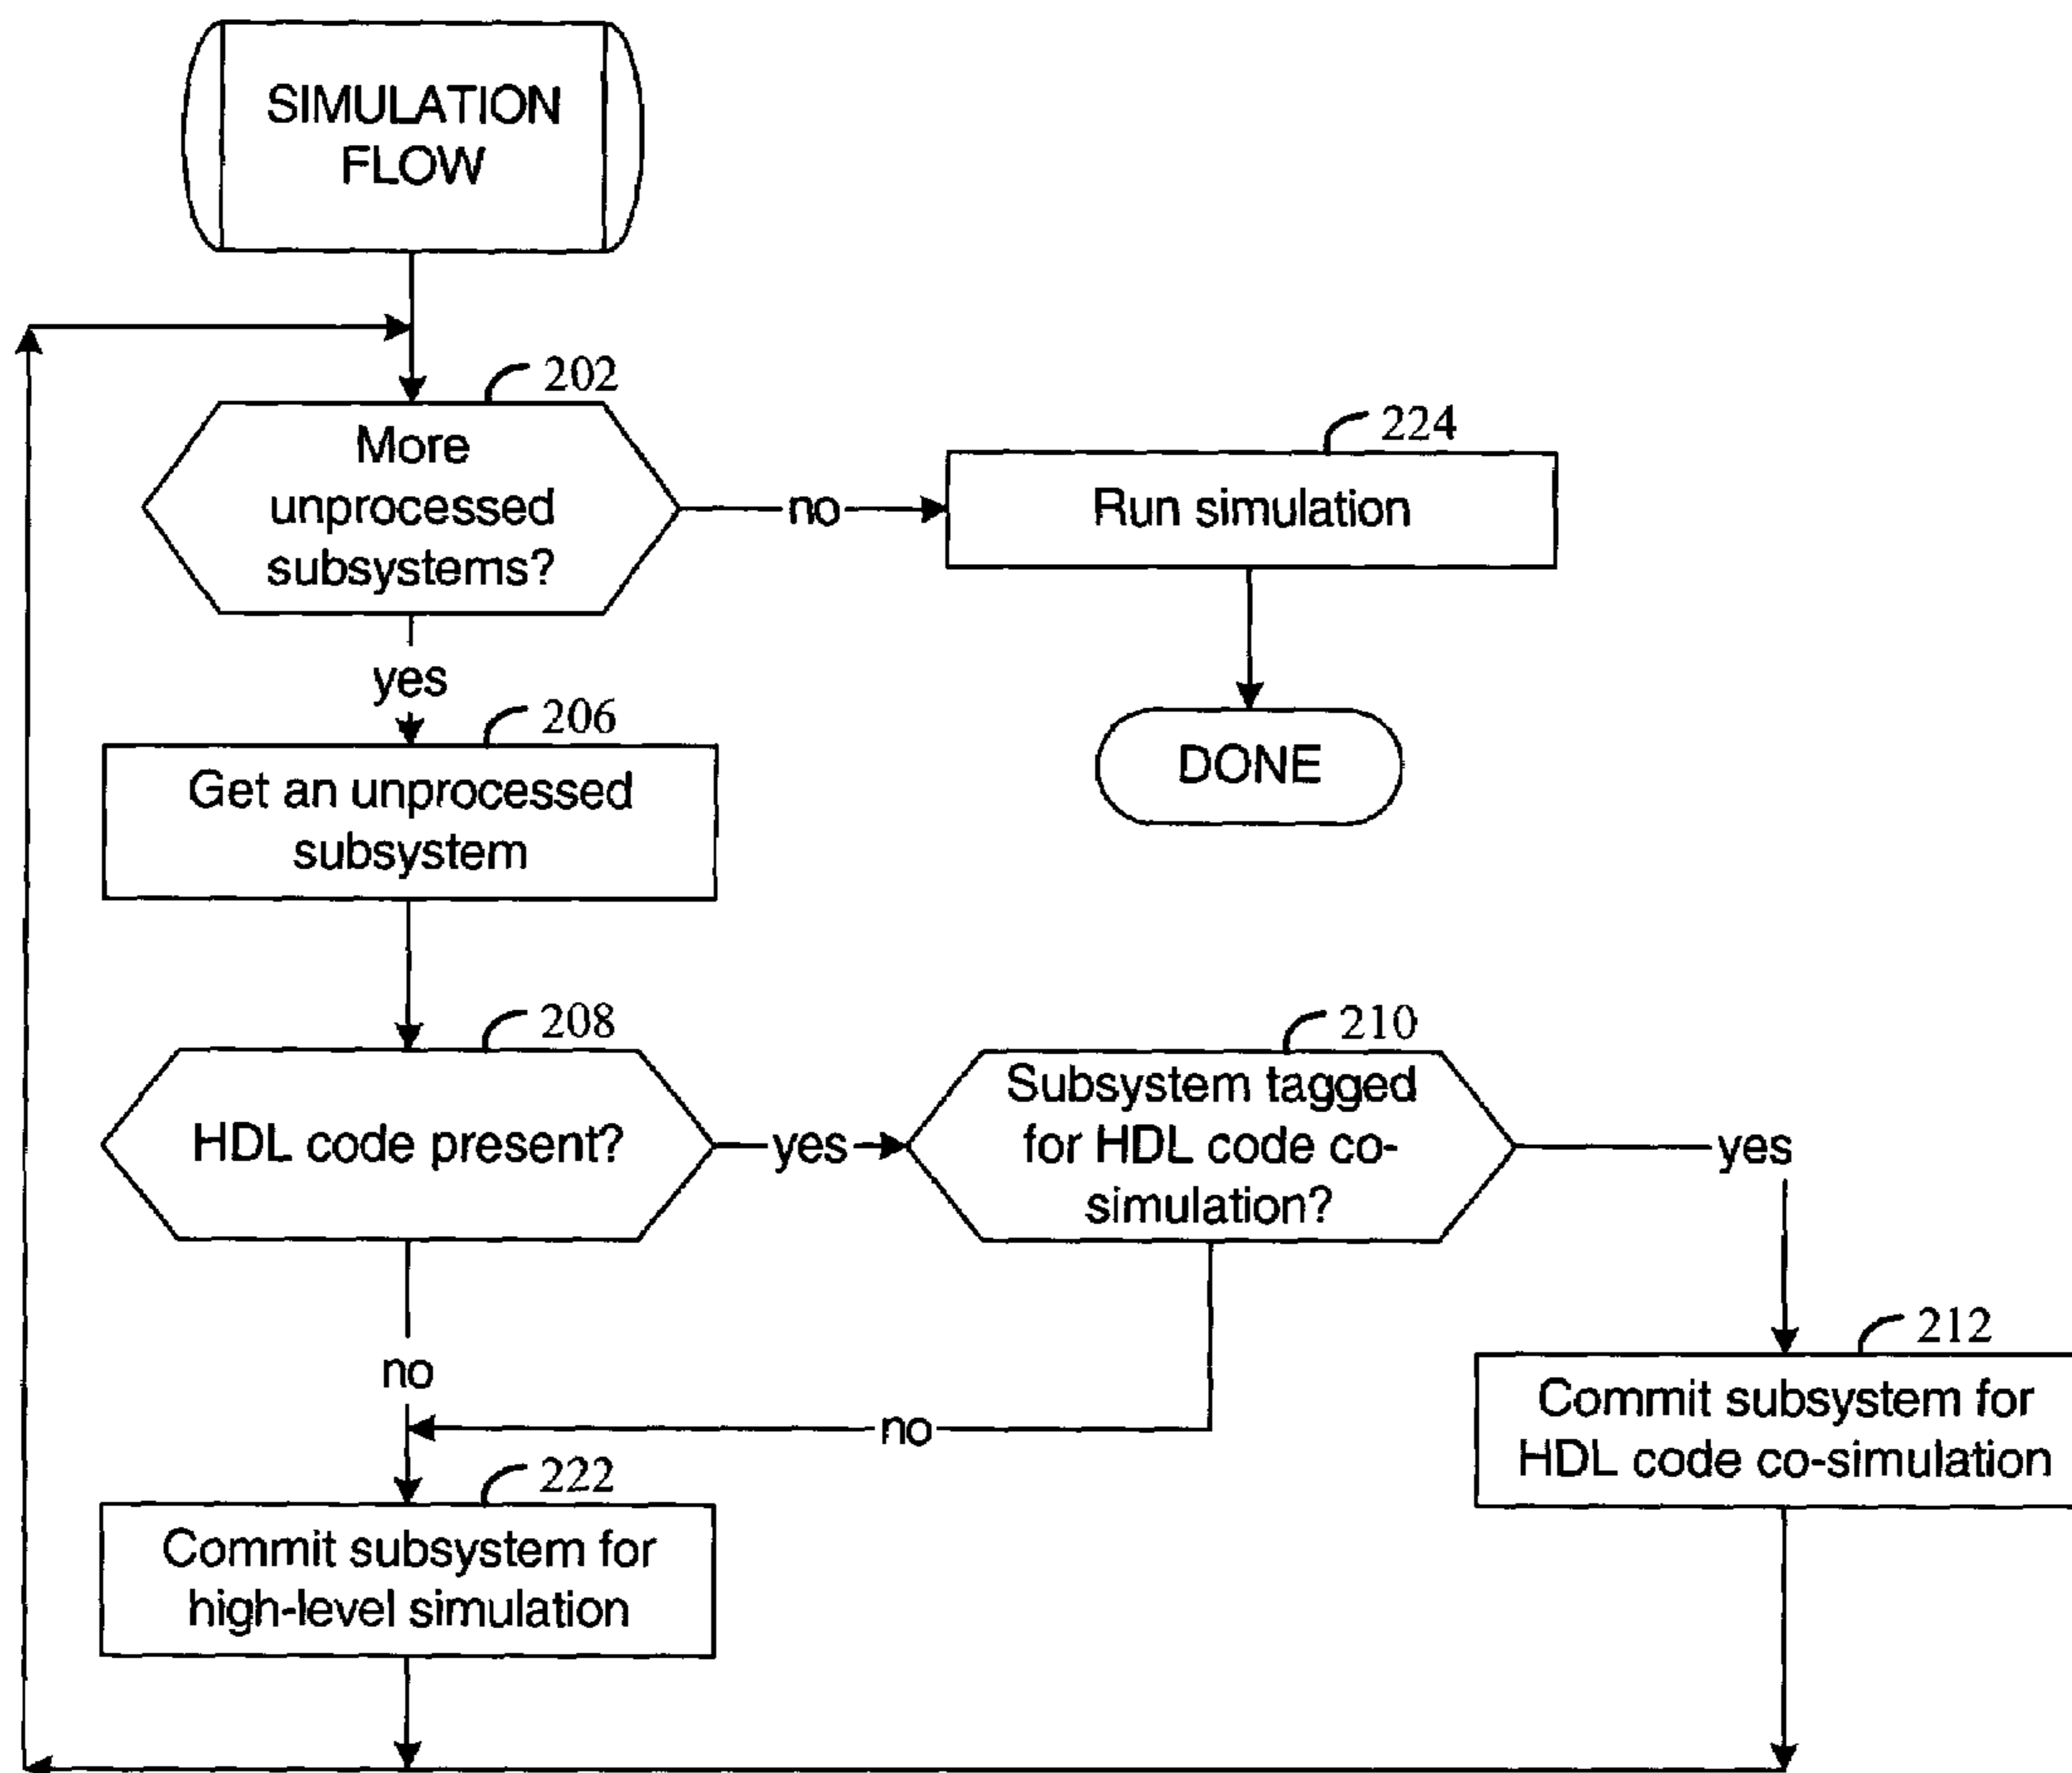 SIMULATION
FLOW
202
More
unprocessed
subsystems?
no
224
Run simulation
yes
DONE
206
Get an unprocessed
subsystem
208
HDL code present?
yes
210
Subsystem tagged
for HDL code co-
simulation?
yes
no
no
212
Commit subsystem for
HDL code co-simulation
222
Commit subsystem for
high-level simulation